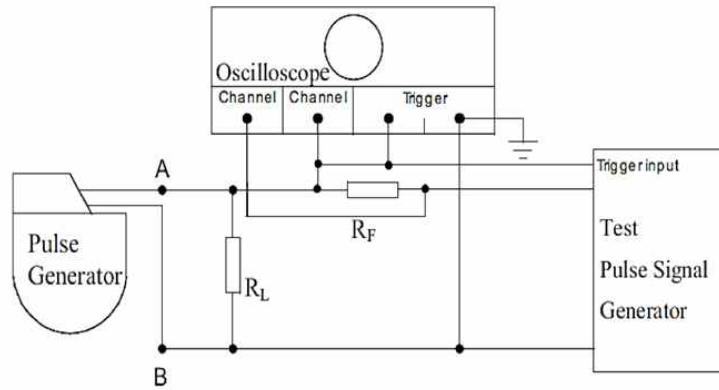 Oscilloscope
Channel Channel Trigger
A
Trigger input
Pulse
Generator
R_F
R_L
Test
Pulse Signal
Generator
B